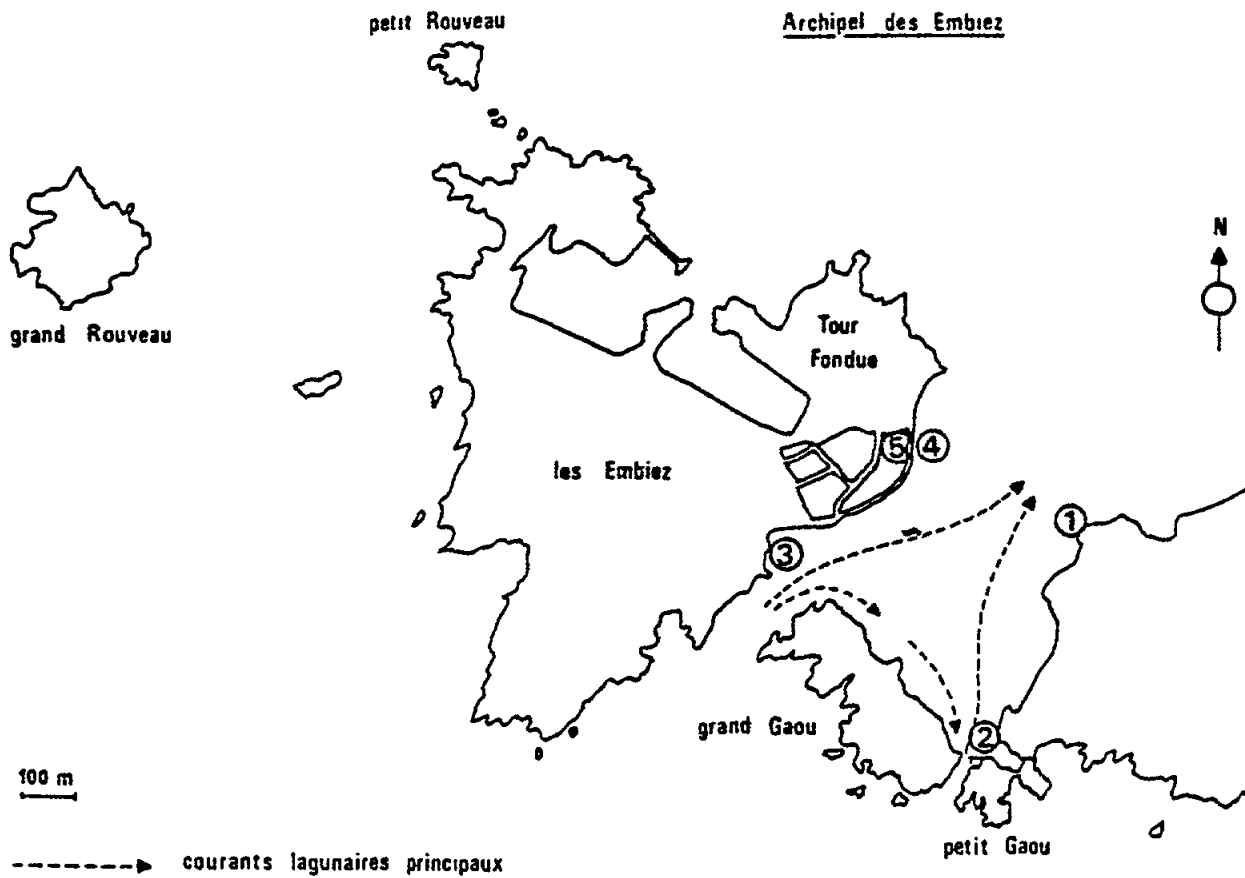 petit Rouveau
Archipel des Embiez
N
grand Rouveau
Tour
Fondue
les Embiez
5
4
1
3
2
grand Gaou
petit Gaou
100 m
courants lagunaires principaux